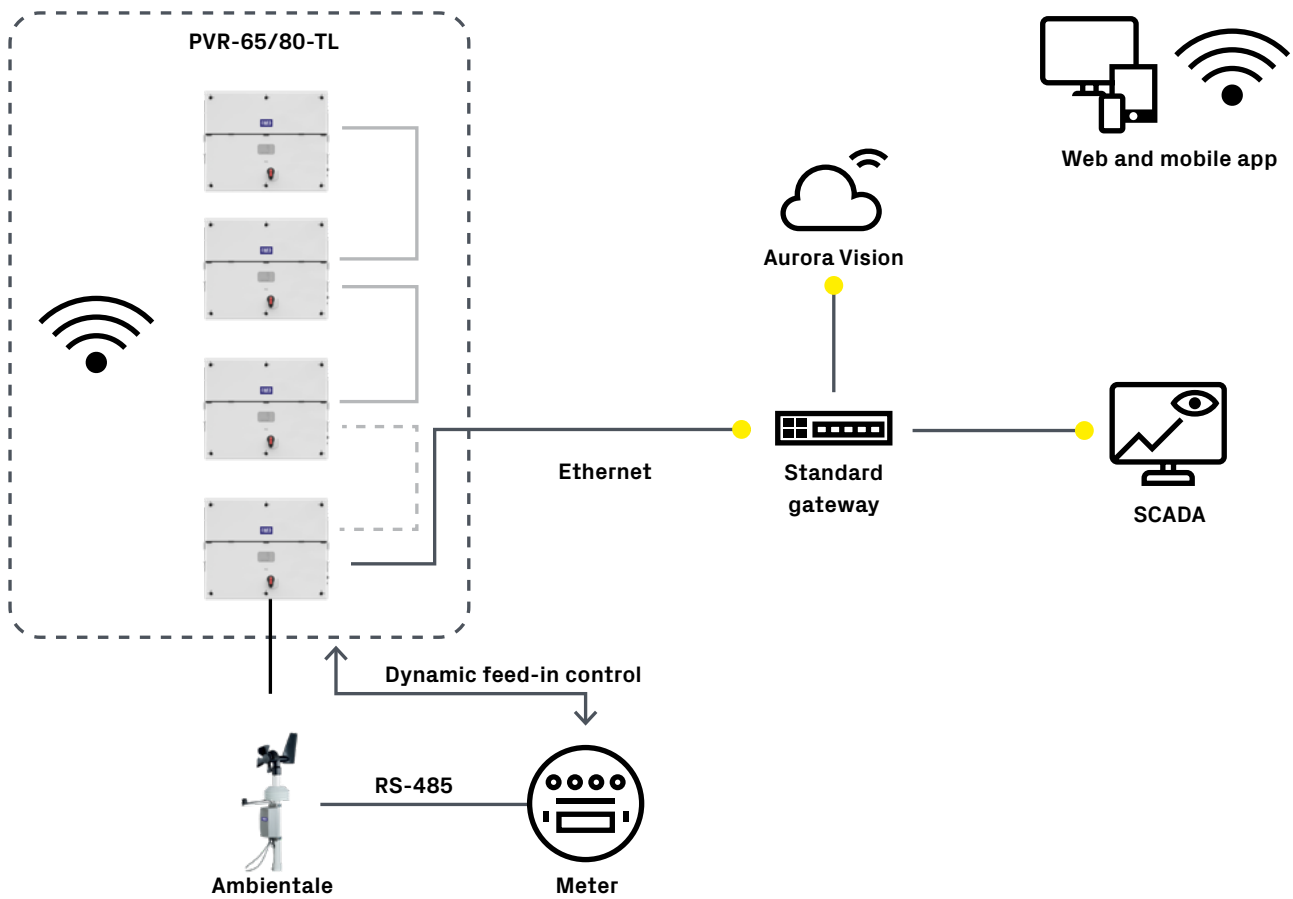 PVR-65/80-TL
Web and mobile app
Aurora Vision
Ethernet
Standard
gateway
SCADA
Dynamic feed-in control
RS-485
Ambientale
Meter